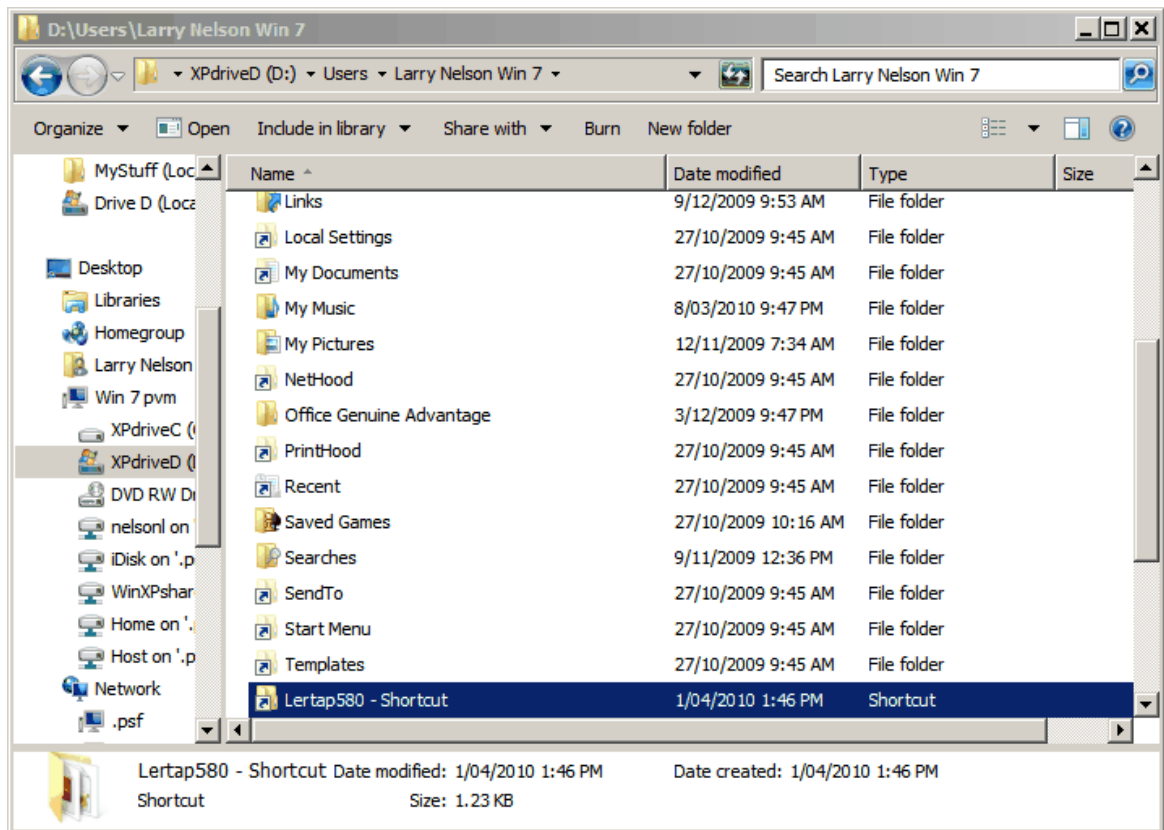 D:\Users\Larry Nelson Win 7
XPdriveD (D:) Users Larry Nelson Win 7
Search Larry Nelson Win 7
Organize Open Include in library Share with Burn New folder
MyStuff (Loc
Drive D (Loca
Desktop
Libraries
Homegroup
Larry Nelson
Win 7 pvm
XPdriveC (
XPdriveD (
DVD RW Dr
nelsonl on '
iDisk on '.p
WinXPshar
Home on '.
Host on '.p
Network
.psf
Name Date modified Type Size
Links 9/12/2009 9:53 AM File folder
Local Settings 27/10/2009 9:45 AM File folder
My Documents 27/10/2009 9:45 AM File folder
My Music 8/03/2010 9:47 PM File folder
My Pictures 12/11/2009 7:34 AM File folder
NetHood 27/10/2009 9:45 AM File folder
Office Genuine Advantage 3/12/2009 9:47 PM File folder
PrintHood 27/10/2009 9:45 AM File folder
Recent 27/10/2009 9:45 AM File folder
Saved Games 27/10/2009 10:16 AM File folder
Searches 9/11/2009 12:36 PM File folder
SendTo 27/10/2009 9:45 AM File folder
Start Menu 27/10/2009 9:45 AM File folder
Templates 27/10/2009 9:45 AM File folder
Lertap580 - Shortcut 1/04/2010 1:46 PM Shortcut
Lertap580 - Shortcut Date modified: 1/04/2010 1:46 PM Date created: 1/04/2010 1:46 PM
Shortcut Size: 1.23 KB